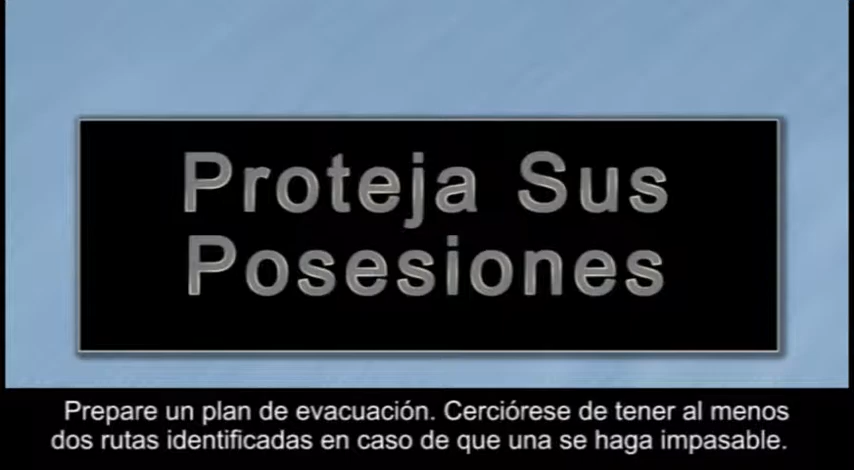 Proteja Sus
Posesiones
Prepare un plan de evacuación. Cerciórese de tener al menos
dos rutas identificadas en caso de que una se haga impasable.